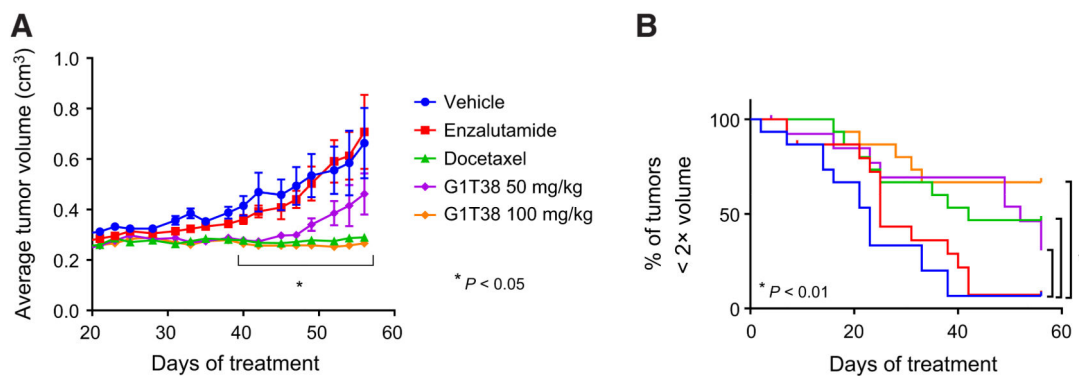 A
Average tumor volume (cm³)
1.0
0.8
0.6
0.4
0.2
0.0
20
30
40
50
60
Days of treatment
*
* P < 0.05
Vehicle
Enzalutamide
Docetaxel
G1T38 50 mg/kg
G1T38 100 mg/kg
B
% of tumors
< 2× volume
100
50
0
* P < 0.01
0
20
40
60
Days of treatment